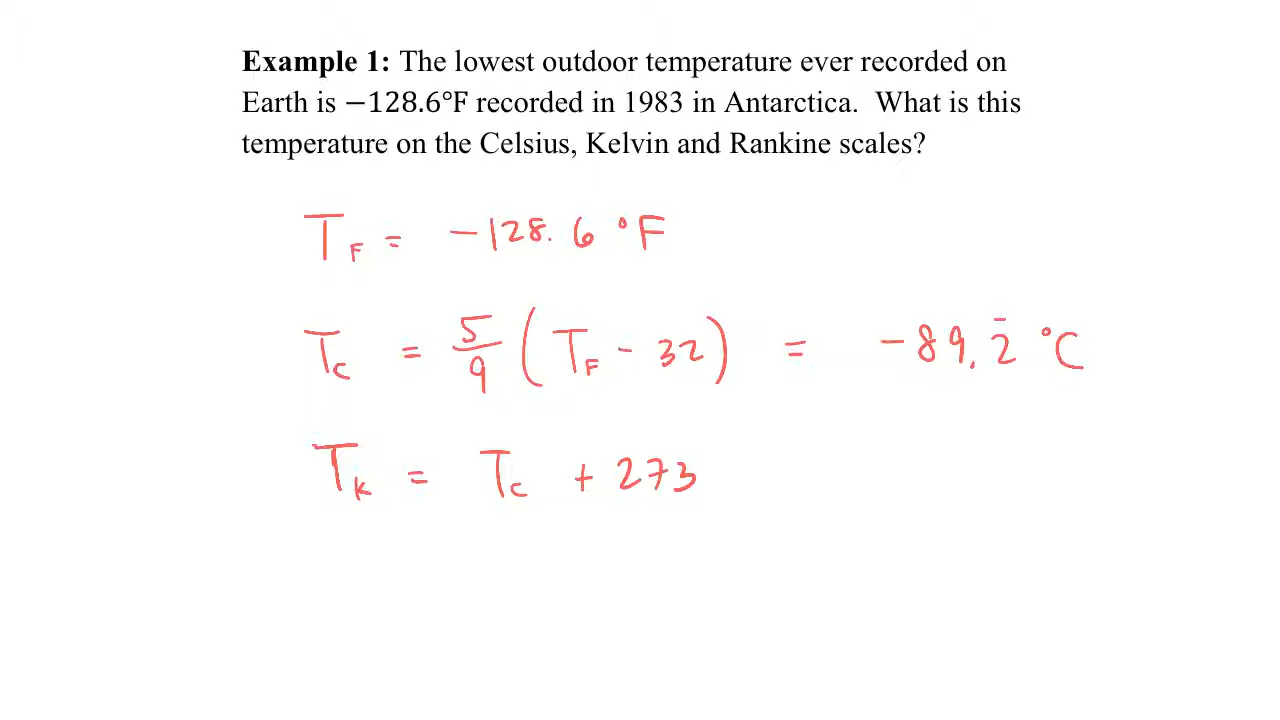 Example 1: The lowest outdoor temperature ever recorded on
Earth is −128.6°F recorded in 1983 in Antarctica. What is this
temperature on the Celsius, Kelvin and Rankine scales?
T_F = -128.6 °F
T_C = 5/9 (T_F - 32) = -89.2̄ °C
T_K = T_C + 273